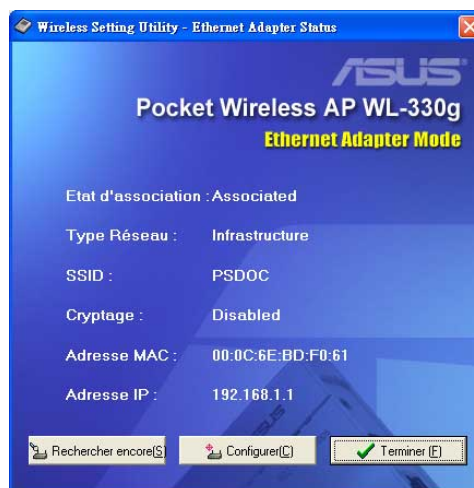 Wireless Setting Utility - Ethernet Adapter Status
ASUS
Pocket Wireless AP WL-330g
Ethernet Adapter Mode
Etat d'association : Associated
Type Réseau : Infrastructure
SSID : PSDOC
Cryptage : Disabled
Adresse MAC : 00:0C:6E:BD:F0:61
Adresse IP : 192.168.1.1
Rechercher encore(S) Configurer(C) Terminer (F)